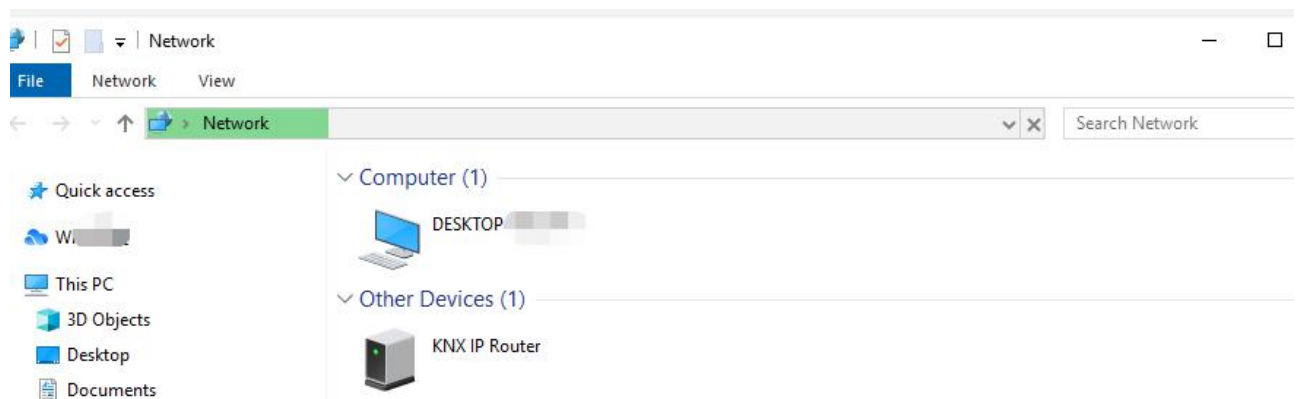 Network
File Network View
Network
Search Network
Quick access
This PC
3D Objects
Desktop
Documents
Computer (1)
DESKTOP
Other Devices (1)
KNX IP Router